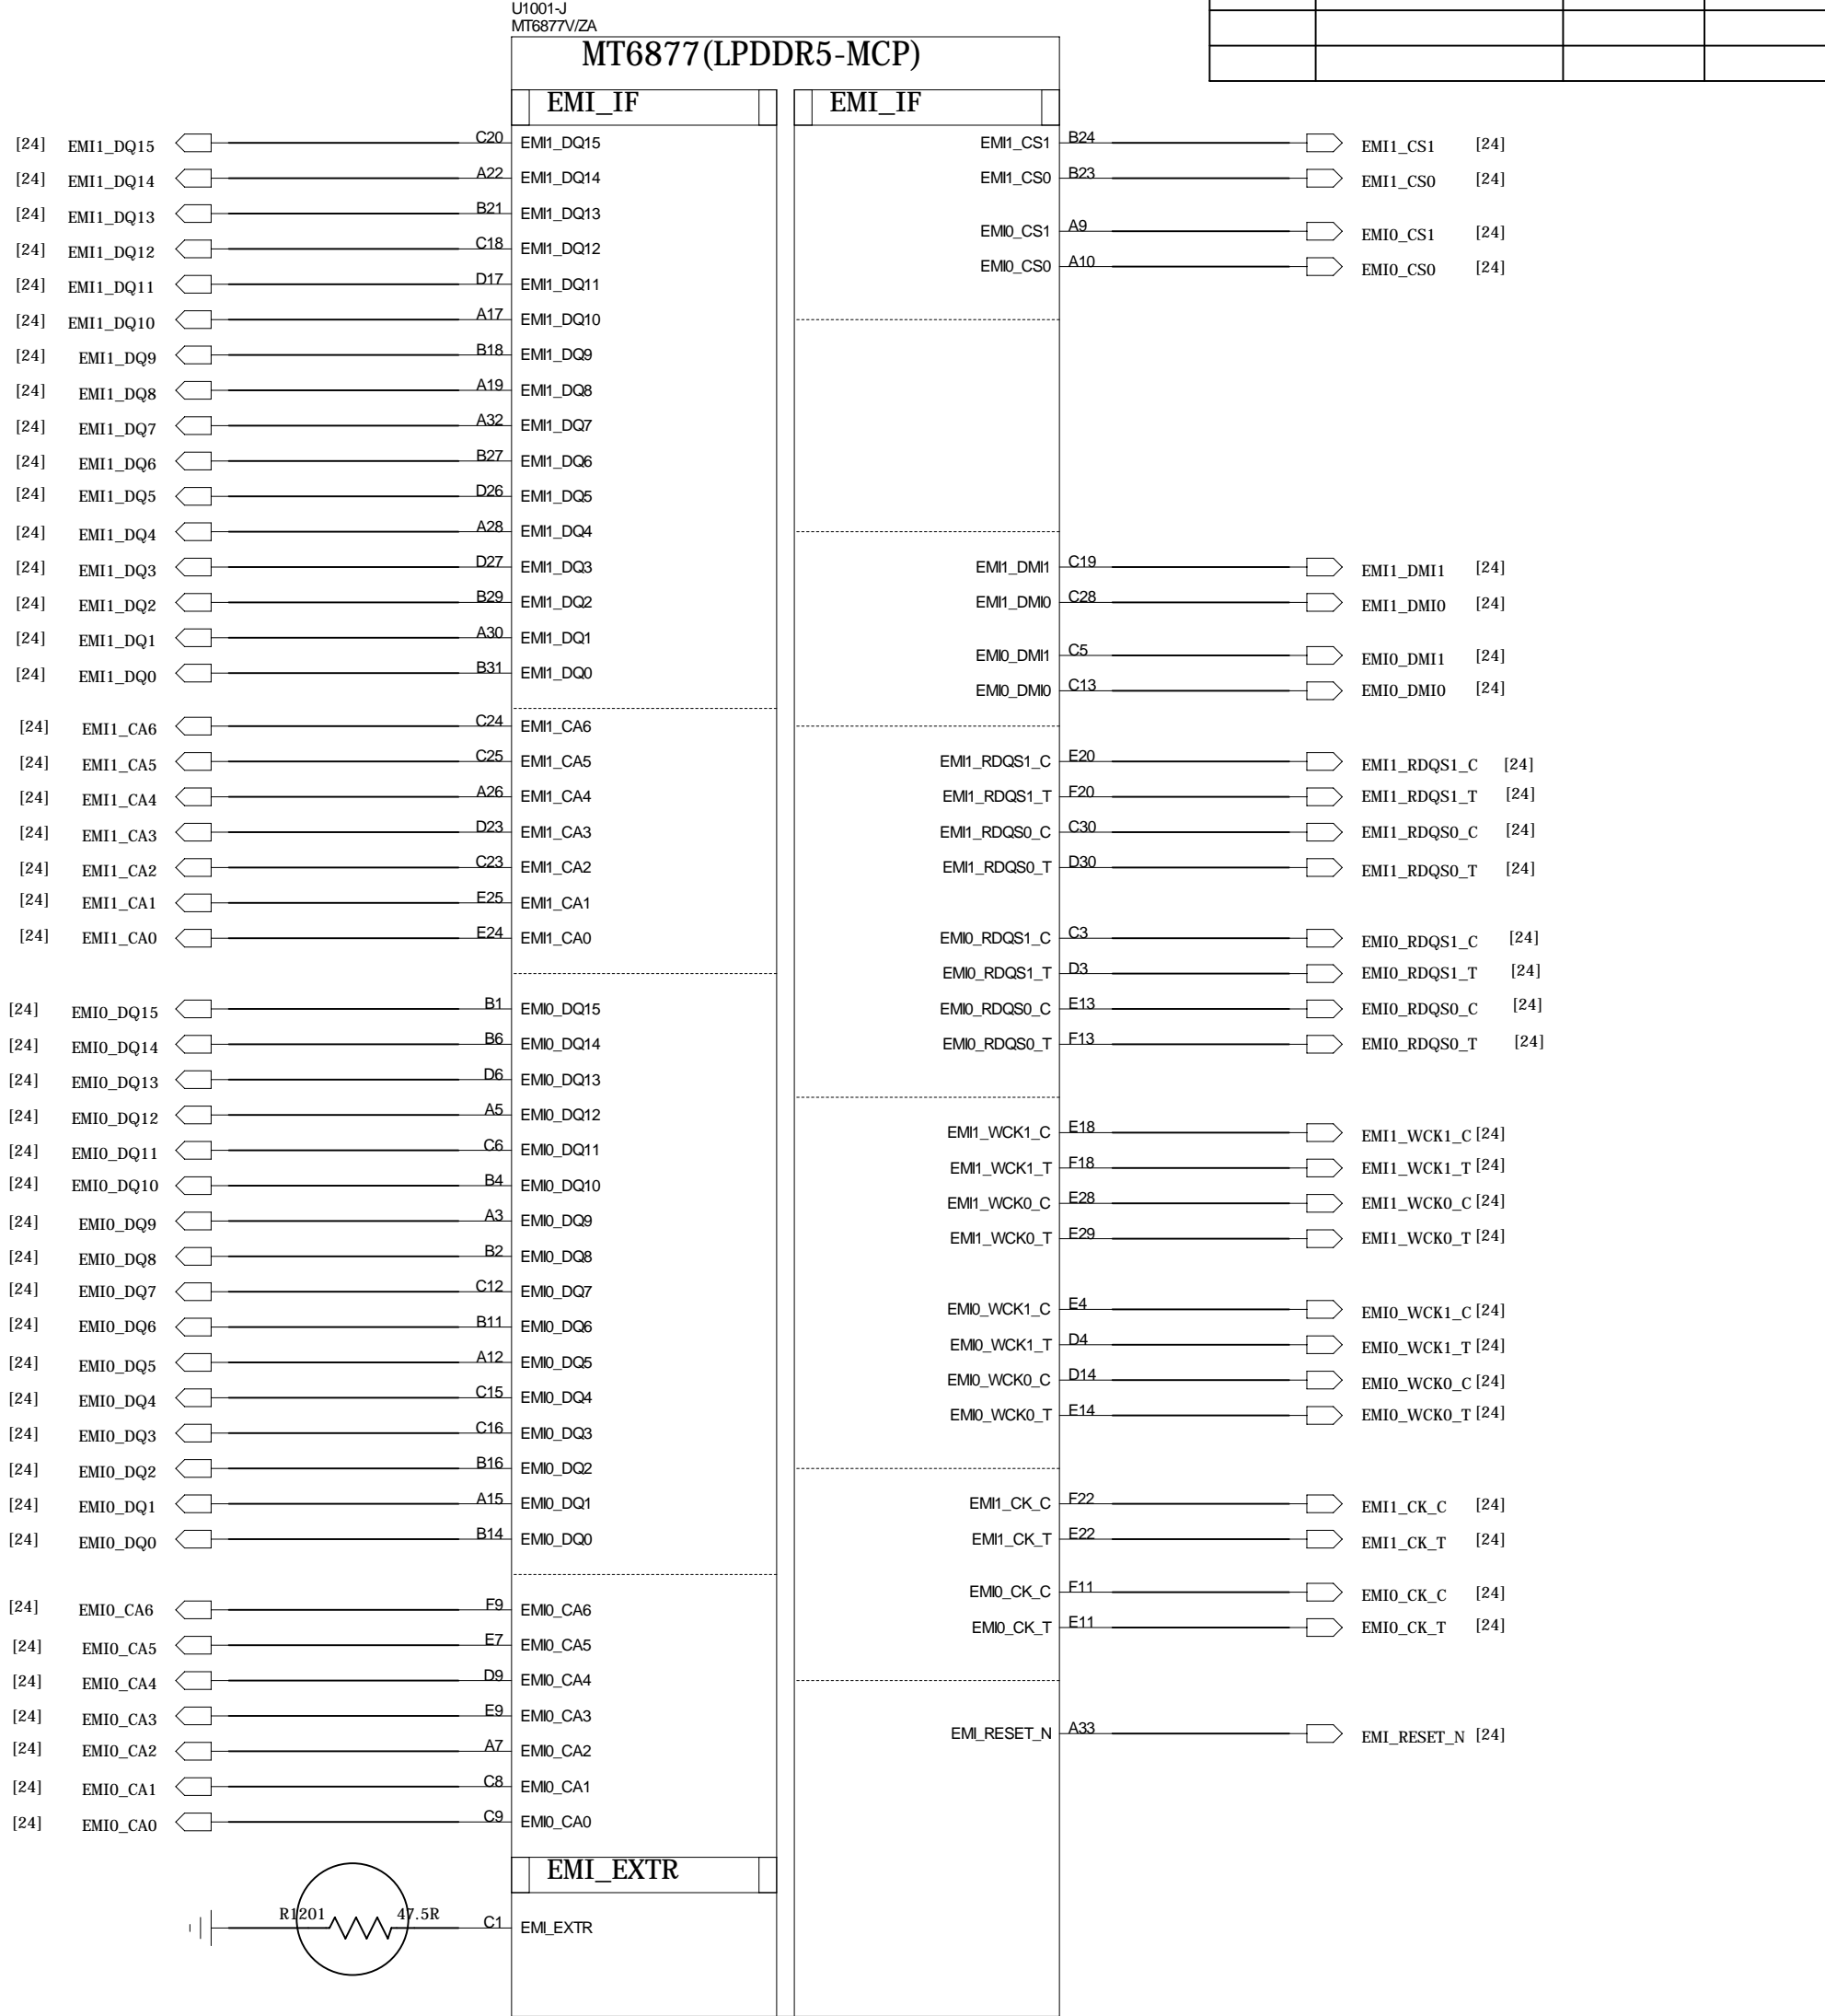 U1001-J
MT6877V/ZA
MT6877(LPDDR5-MCP)
EMI_IF EMI_IF
[24] EMI1_DQ15 C20 EMI1_DQ15
[24] EMI1_DQ14 A22 EMI1_DQ14
[24] EMI1_DQ13 B21 EMI1_DQ13
[24] EMI1_DQ12 C18 EMI1_DQ12
[24] EMI1_DQ11 D17 EMI1_DQ11
[24] EMI1_DQ10 A17 EMI1_DQ10
[24] EMI1_DQ9 B18 EMI1_DQ9
[24] EMI1_DQ8 A19 EMI1_DQ8
[24] EMI1_DQ7 A32 EMI1_DQ7
[24] EMI1_DQ6 B27 EMI1_DQ6
[24] EMI1_DQ5 D26 EMI1_DQ5
[24] EMI1_DQ4 A28 EMI1_DQ4
[24] EMI1_DQ3 D27 EMI1_DQ3
[24] EMI1_DQ2 B29 EMI1_DQ2
[24] EMI1_DQ1 A30 EMI1_DQ1
[24] EMI1_DQ0 B31 EMI1_DQ0
[24] EMI1_CA6 C24 EMI1_CA6
[24] EMI1_CA5 C25 EMI1_CA5
[24] EMI1_CA4 A26 EMI1_CA4
[24] EMI1_CA3 D23 EMI1_CA3
[24] EMI1_CA2 C23 EMI1_CA2
[24] EMI1_CA1 E25 EMI1_CA1
[24] EMI1_CA0 E24 EMI1_CA0
[24] EMI0_DQ15 B1 EMI0_DQ15
[24] EMI0_DQ14 B6 EMI0_DQ14
[24] EMI0_DQ13 D6 EMI0_DQ13
[24] EMI0_DQ12 A5 EMI0_DQ12
[24] EMI0_DQ11 C6 EMI0_DQ11
[24] EMI0_DQ10 B4 EMI0_DQ10
[24] EMI0_DQ9 A3 EMI0_DQ9
[24] EMI0_DQ8 B2 EMI0_DQ8
[24] EMI0_DQ7 C12 EMI0_DQ7
[24] EMI0_DQ6 B11 EMI0_DQ6
[24] EMI0_DQ5 A12 EMI0_DQ5
[24] EMI0_DQ4 C15 EMI0_DQ4
[24] EMI0_DQ3 C16 EMI0_DQ3
[24] EMI0_DQ2 B16 EMI0_DQ2
[24] EMI0_DQ1 A15 EMI0_DQ1
[24] EMI0_DQ0 B14 EMI0_DQ0
[24] EMI0_CA6 F9 EMI0_CA6
[24] EMI0_CA5 E7 EMI0_CA5
[24] EMI0_CA4 D9 EMI0_CA4
[24] EMI0_CA3 E9 EMI0_CA3
[24] EMI0_CA2 A7 EMI0_CA2
[24] EMI0_CA1 C8 EMI0_CA1
[24] EMI0_CA0 C9 EMI0_CA0
EMI_EXTR
R1201 47.5R C1 EMI_EXTR
EMI1_CS1 B24 EMI1_CS1 [24]
EMI1_CS0 B23 EMI1_CS0 [24]
EMI0_CS1 A9 EMI0_CS1 [24]
EMI0_CS0 A10 EMI0_CS0 [24]
EMI1_DMI1 C19 EMI1_DMI1 [24]
EMI1_DMI0 C28 EMI1_DMI0 [24]
EMI0_DMI1 C5 EMI0_DMI1 [24]
EMI0_DMI0 C13 EMI0_DMI0 [24]
EMI1_RDQS1_C E20 EMI1_RDQS1_C [24]
EMI1_RDQS1_T F20 EMI1_RDQS1_T [24]
EMI1_RDQS0_C C30 EMI1_RDQS0_C [24]
EMI1_RDQS0_T D30 EMI1_RDQS0_T [24]
EMI0_RDQS1_C C3 EMI0_RDQS1_C [24]
EMI0_RDQS1_T D3 EMI0_RDQS1_T [24]
EMI0_RDQS0_C E13 EMI0_RDQS0_C [24]
EMI0_RDQS0_T F13 EMI0_RDQS0_T [24]
EMI1_WCK1_C E18 EMI1_WCK1_C [24]
EMI1_WCK1_T F18 EMI1_WCK1_T [24]
EMI1_WCK0_C E28 EMI1_WCK0_C [24]
EMI1_WCK0_T E29 EMI1_WCK0_T [24]
EMI0_WCK1_C E4 EMI0_WCK1_C [24]
EMI0_WCK1_T D4 EMI0_WCK1_T [24]
EMI0_WCK0_C D14 EMI0_WCK0_C [24]
EMI0_WCK0_T E14 EMI0_WCK0_T [24]
EMI1_CK_C F22 EMI1_CK_C [24]
EMI1_CK_T E22 EMI1_CK_T [24]
EMI0_CK_C F11 EMI0_CK_C [24]
EMI0_CK_T E11 EMI0_CK_T [24]
EMI_RESET_N A33 EMI_RESET_N [24]